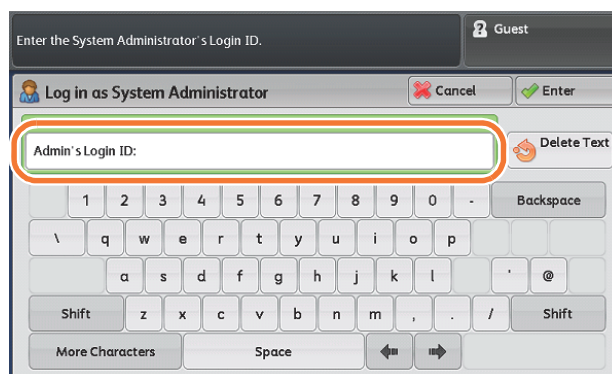 Enter the System Administrator's Login ID.
Guest
Log in as System Administrator
Cancel
Enter
Admin's Login ID:
Delete Text
1 2 3 4 5 6 7 8 9 0 - Backspace
\ q w e r t y u i o p
a s d f g h j k l ' @
Shift z x c v b n m , . / Shift
More Characters Space